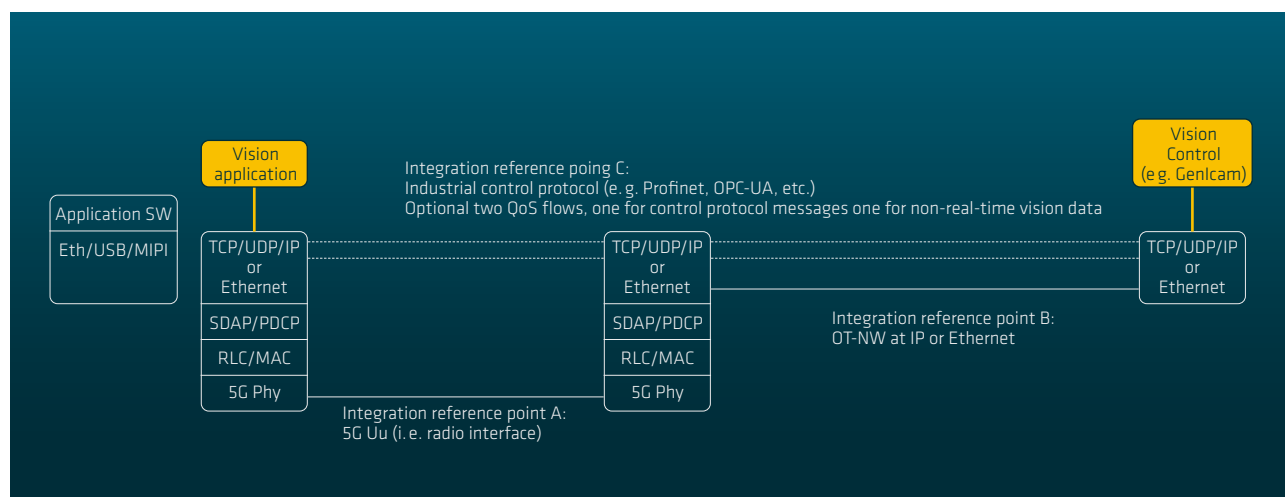 Vision
application
Vision
Control
(e g. GenIcam)
Integration reference poing C:
Industrial control protocol (e. g. Profinet, OPC-UA, etc.)
Optional two QoS flows, one for control protocol messages one for non-real-time vision data
Application SW
Eth/USB/MIPI
TCP/UDP/IP
or
Ethernet
SDAP/PDCP
RLC/MAC
5G Phy
TCP/UDP/IP
or
Ethernet
SDAP/PDCP
RLC/MAC
5G Phy
TCP/UDP/IP
or
Ethernet
Integration reference point B:
OT-NW at IP or Ethernet
Integration reference point A:
5G Uu (i. e. radio interface)